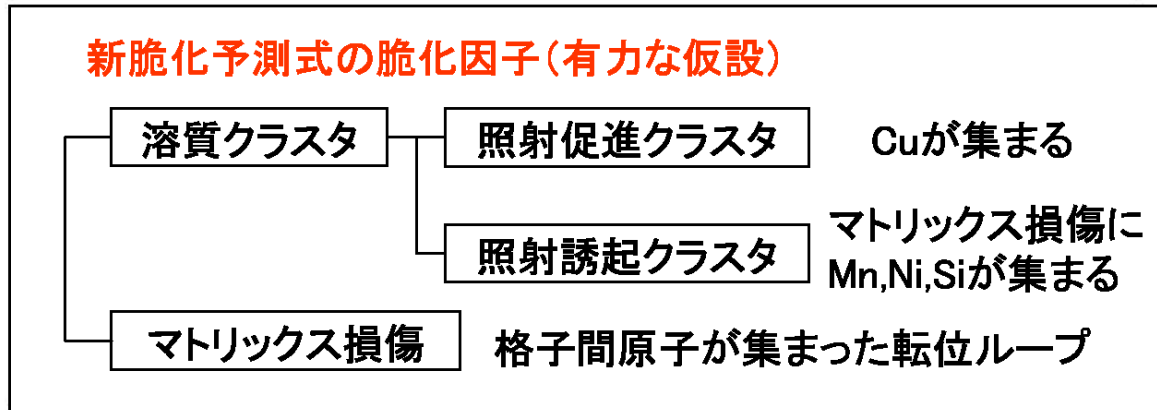 新脆化予測式の脆化因子（有力な仮設）
溶質クラスタ
照射促進クラスタ
Cuが集まる
照射誘起クラスタ
マトリックス損傷に
Mn,Ni,Siが集まる
マトリックス損傷
格子間原子が集まった転位ループ